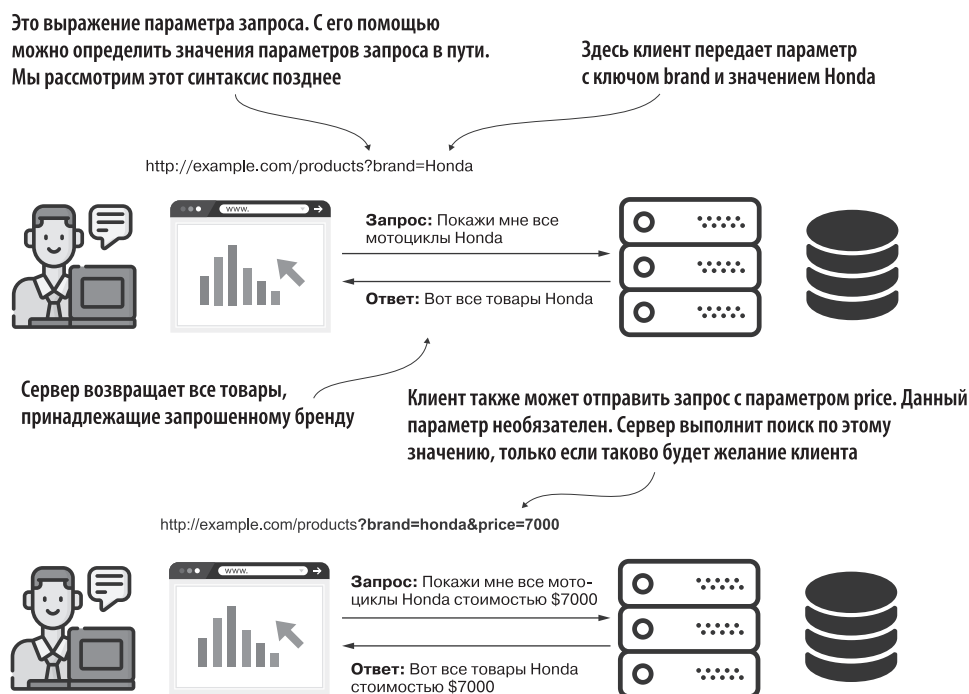 Это выражение параметра запроса. С его помощью
можно определить значения параметров запроса в пути.
Мы рассмотрим этот синтаксис позднее
Здесь клиент передает параметр
с ключом brand и значением Honda
http://example.com/products?brand=Honda
www.
Запрос: Покажи мне все
мотоциклы Honda
Ответ: Вот все товары Honda
Сервер возвращает все товары,
принадлежащие запрошенному бренду
Клиент также может отправить запрос с параметром price. Данный
параметр необязателен. Сервер выполнит поиск по этому
значению, только если таково будет желание клиента
http://example.com/products?brand=honda&price=7000
www.
Запрос: Покажи мне все мото-
циклы Honda стоимостью $7000
Ответ: Вот все товары Honda
стоимостью $7000